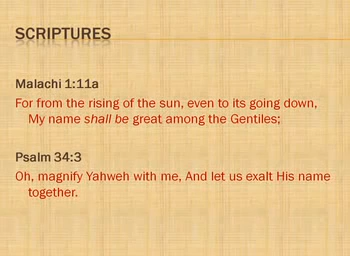 SCRIPTURES
Malachi 1:11a
For from the rising of the sun, even to its going down,
My name shall be great among the Gentiles;
Psalm 34:3
Oh, magnify Yahweh with me, And let us exalt His name
together.